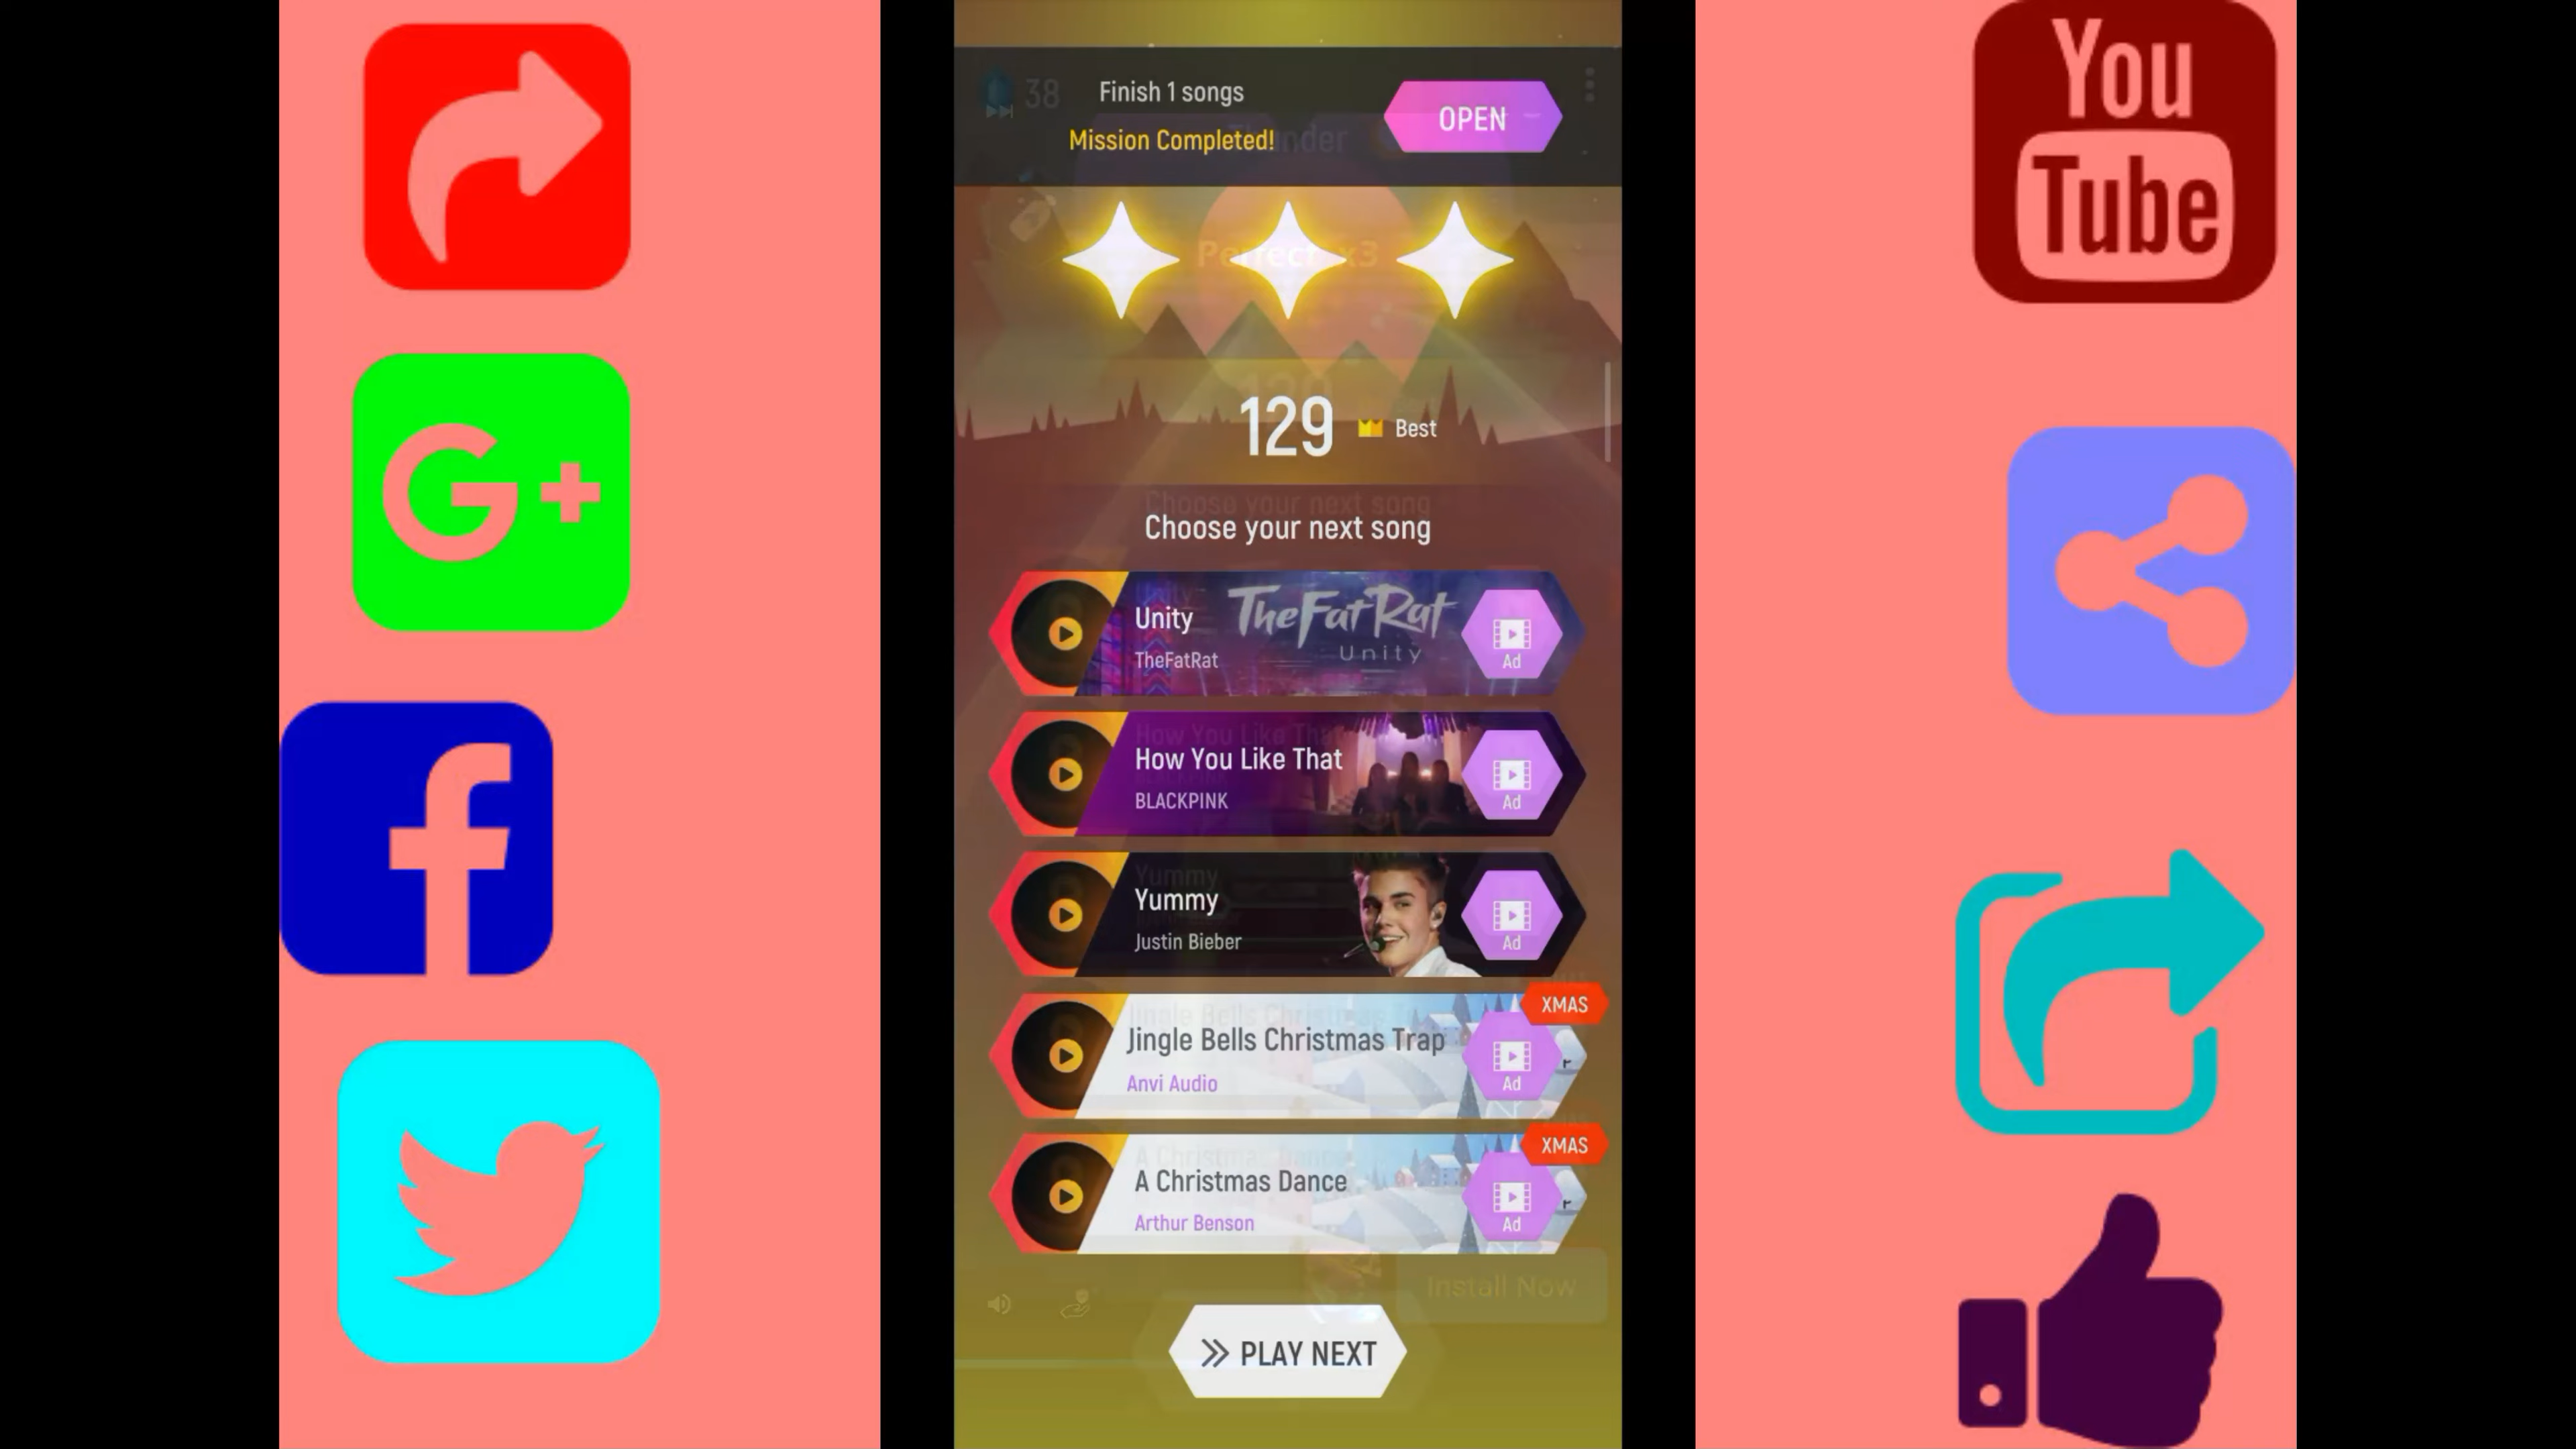 38
Finish 1 songs
Mission Completed!
OPEN
Perfect x3
129
Best
Choose your next song
Unity
TheFatRat
TheFatRat
Unity
Ad
How You Like That
BLACKPINK
Ad
Yummy
Justin Bieber
Ad
XMAS
Jingle Bells Christmas Trap
Anvi Audio
Ad
XMAS
A Christmas Dance
Arthur Benson
Ad
Install Now
PLAY NEXT
G+
f
You
Tube